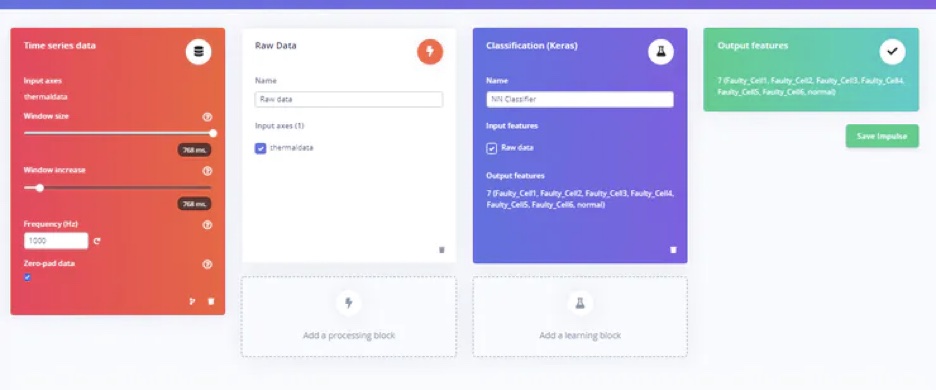 Time series data
Input axes
thermaldata
Window size
768 ms.
Window increase
768 ms.
Frequency (Hz)
1000
Zero-pad data
Raw Data
Name
Raw data
Input axes (1)
thermaldata
Add a processing block
Classification (Keras)
Name
NN Classifier
Input features
Raw data
Output features
7 (Faulty_Cell1, Faulty_Cell2, Faulty_Cell3, Faulty_Cell4,
Faulty_Cell5, Faulty_Cell6, normal)
Add a learning block
Output features
7 (Faulty_Cell1, Faulty_Cell2, Faulty_Cell3, Faulty_Cell4,
Faulty_Cell5, Faulty_Cell6, normal)
Save Impulse